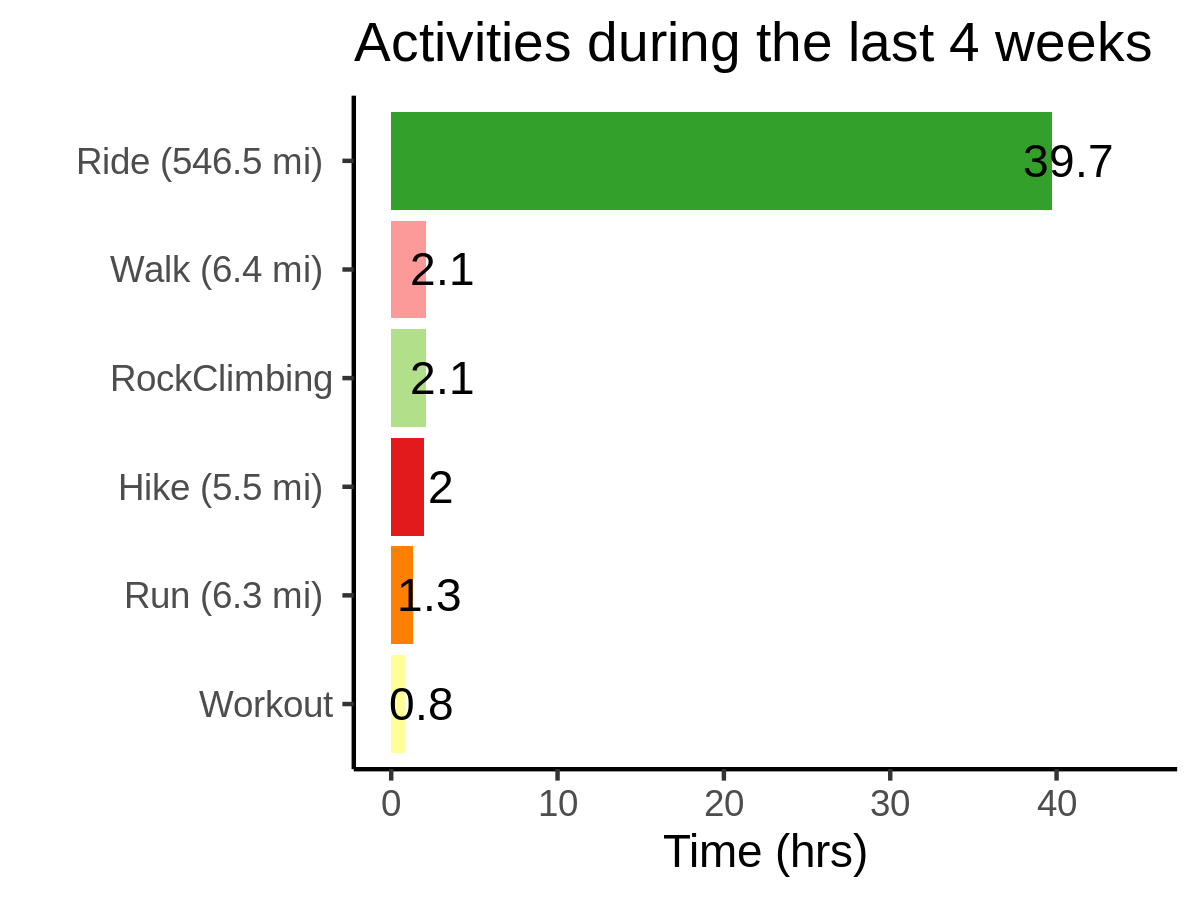 Activities during the last 4 weeks
Ride (546.5 mi) 39.7
Walk (6.4 mi) 2.1
RockClimbing 2.1
Hike (5.5 mi) 2
Run (6.3 mi) 1.3
Workout 0.8
0 10 20 30 40
Time (hrs)